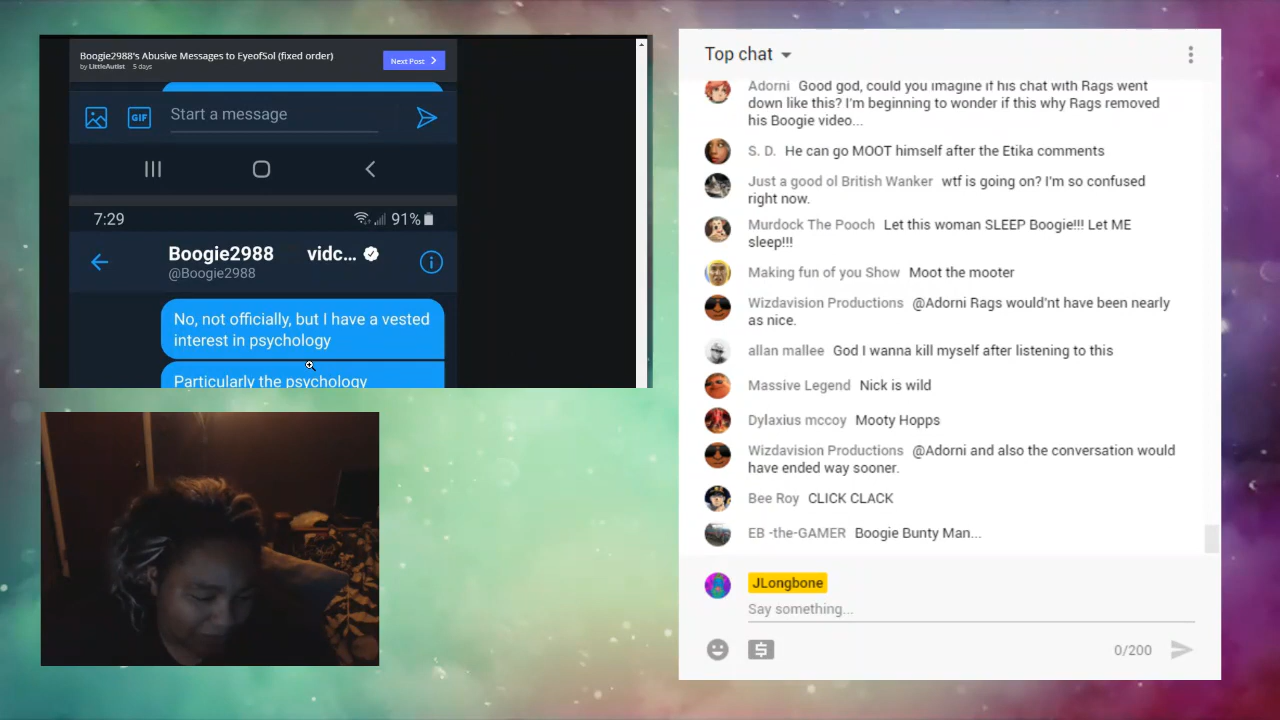 Boogie2988's Abusive Messages to EyeofSol (fixed order)
by LittleAutist 5 days
Next Post
GIF
Start a message
7:29
91%
Boogie2988 vidc...
@Boogie2988
No, not officially, but I have a vested
interest in psychology
Particularly the psychology
Top chat
Adorni Good god, could you imagine if his chat with Rags went
down like this? I'm beginning to wonder if this why Rags removed
his Boogie video...
S. D. He can go MOOT himself after the Etika comments
Just a good ol British Wanker wtf is going on? I'm so confused
right now.
Murdock The Pooch Let this woman SLEEP Boogie!!! Let ME
sleep!!!
Making fun of you Show Moot the mooter
Wizdavision Productions @Adorni Rags would'nt have been nearly
as nice.
allan mallee God I wanna kill myself after listening to this
Massive Legend Nick is wild
Dylaxius mccoy Mooty Hopps
Wizdavision Productions @Adorni and also the conversation would
have ended way sooner.
Bee Roy CLICK CLACK
EB -the-GAMER Boogie Bunty Man...
JLongbone
Say something...
0/200